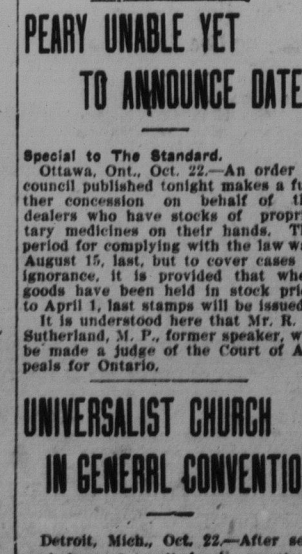 PEARY UNABLE YET
TO ANNOUNCE DATE
Special to The Standard.
Ottawa, Ont., Oct. 22.—An order
council published tonight makes a fu
ther concession on behalf of th
dealers who have stocks of propri
tary medicines on their hands. Th
period for complying with the law wa
August 15, last, but to cover cases
ignorance, it is provided that whe
goods have been held in stock prio
to April 1, last stamps will be issued
It is understood here that Mr. R.
Sutherland, M. P., former speaker, w
be made a judge of the Court of A
peals for Ontario.
UNIVERSALIST CHURCH
IN GENERRL CONVENTIO
Detroit, Mich., Oct. 22.—After se